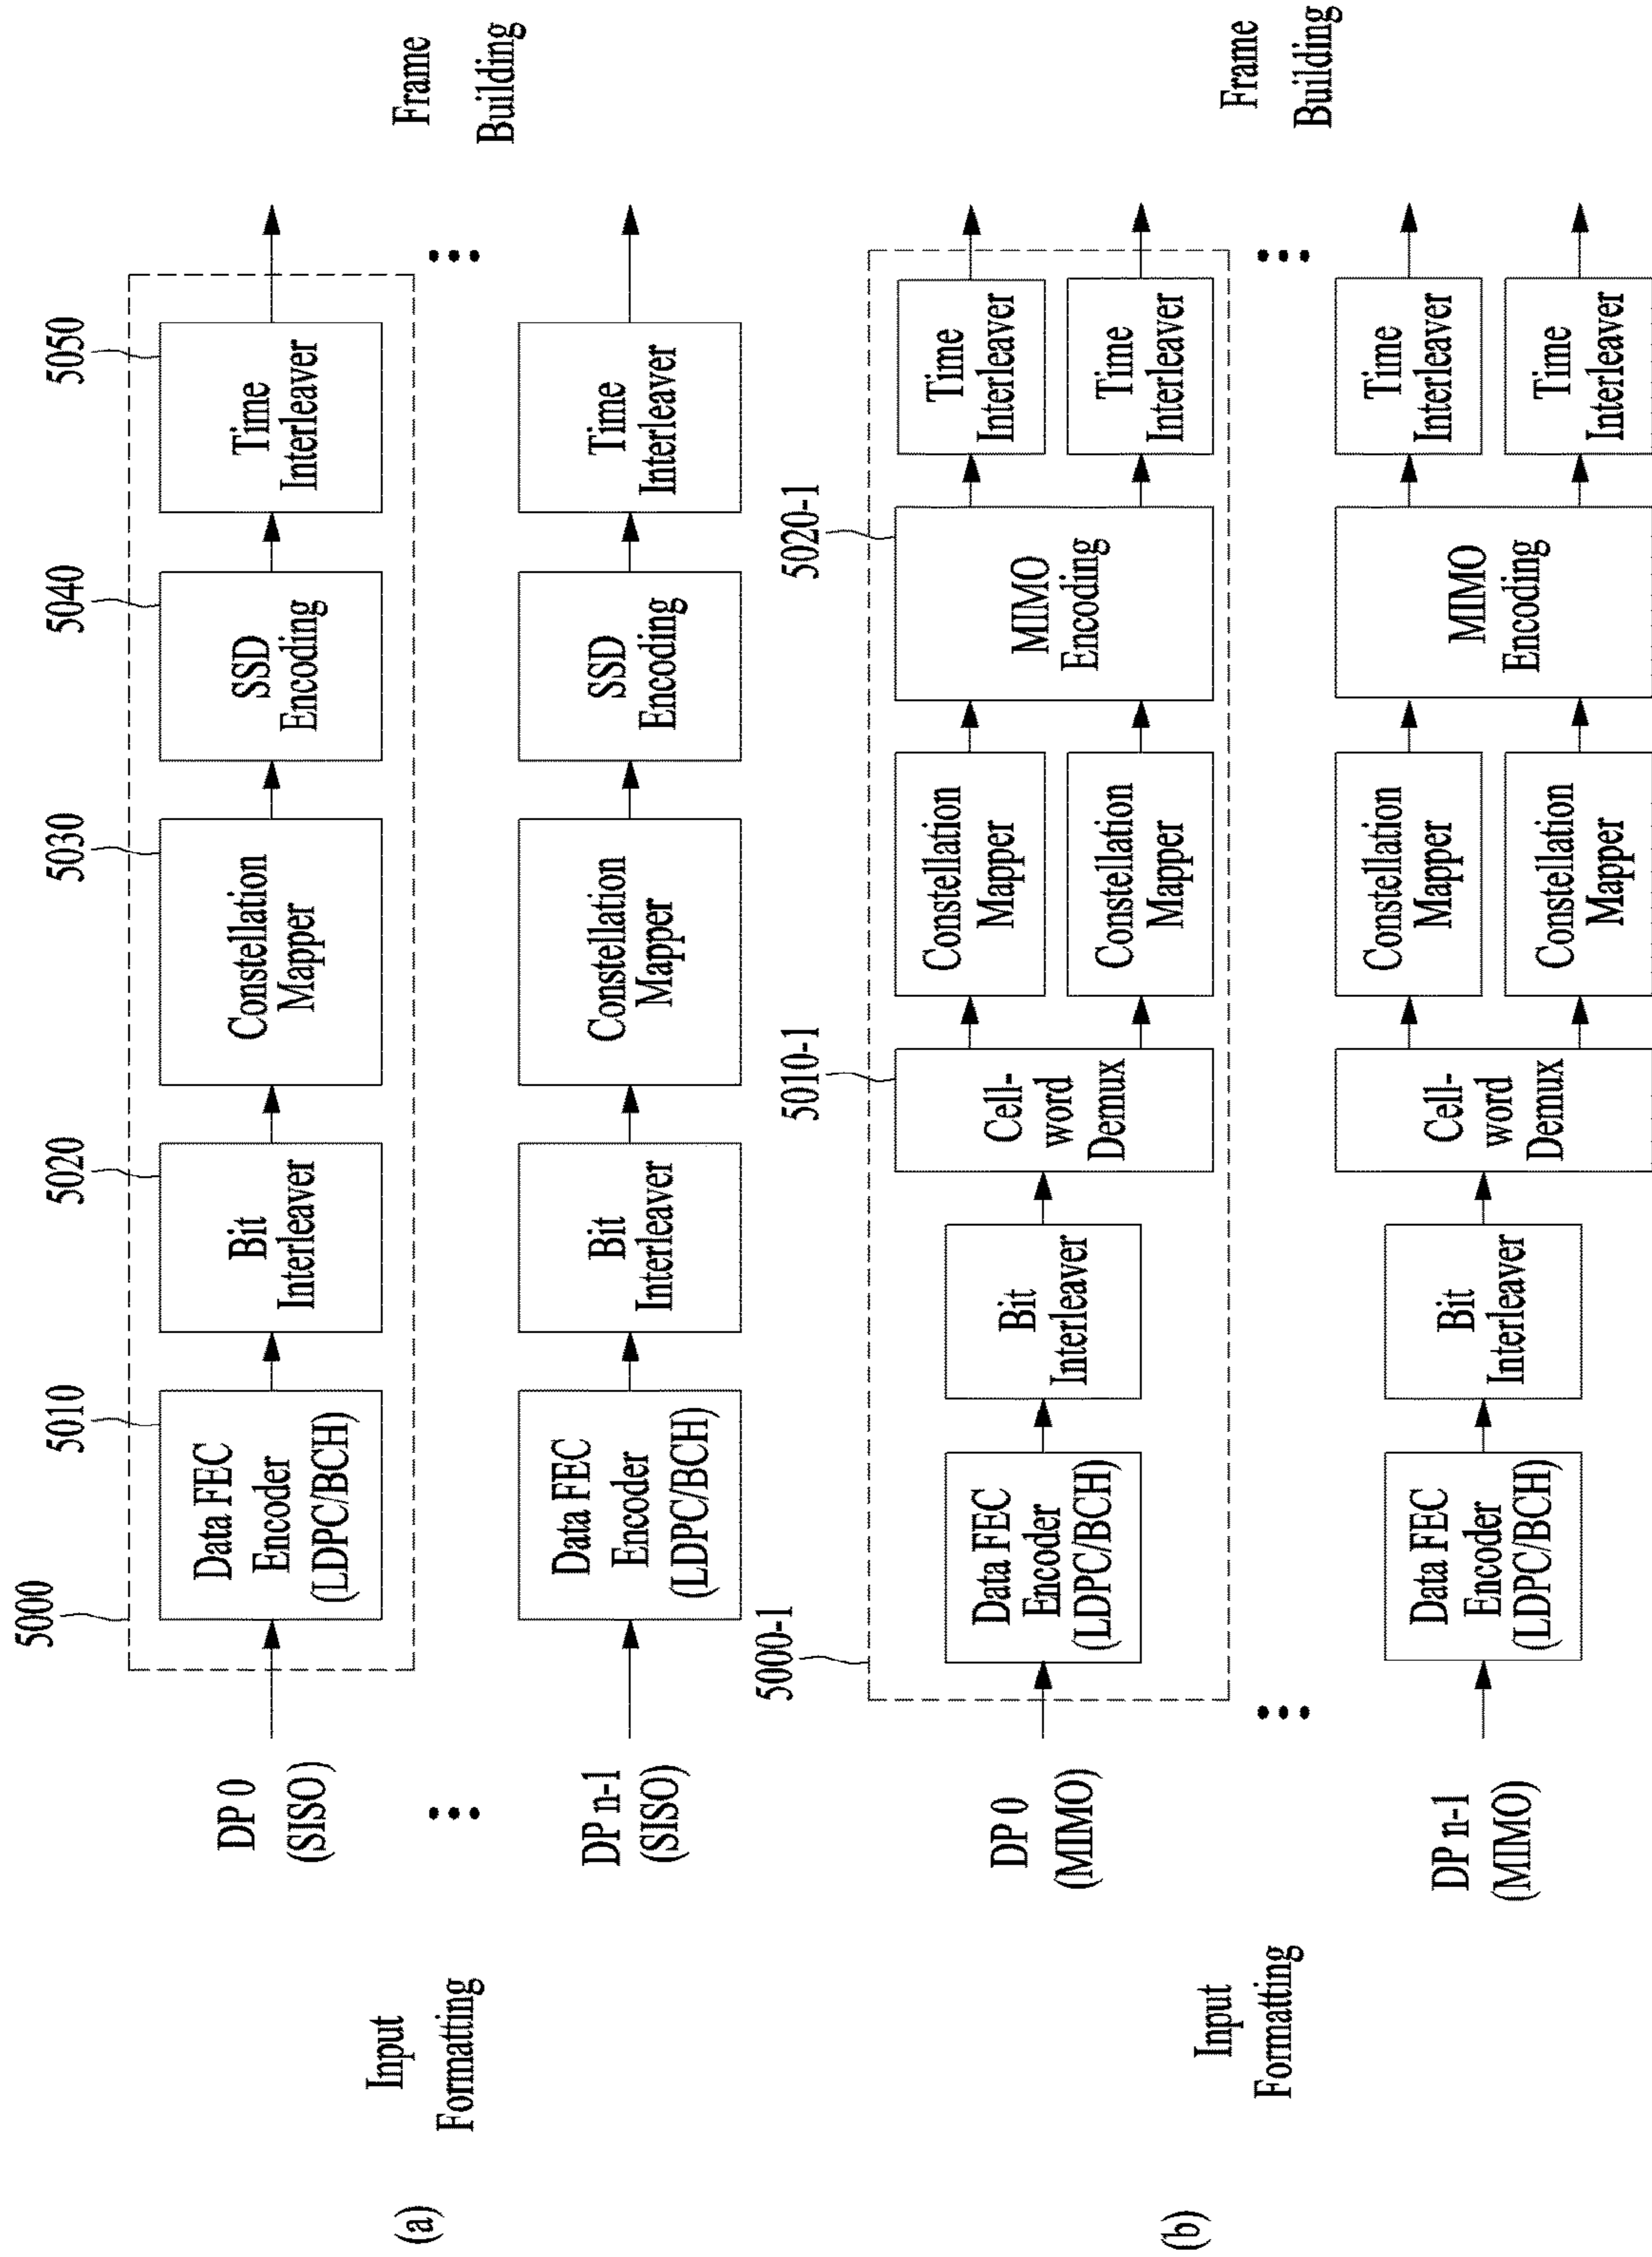 (a)
Input
Formatting
DP 0
(SISO)
5000
5010
Data FEC
Encoder
(LDPC/BCH)
5020
Bit
Interleaver
5030
Constellation
Mapper
5040
SSD
Encoding
5050
Time
Interleaver
Frame
Building
DP n-1
(SISO)
Data FEC
Encoder
(LDPC/BCH)
Bit
Interleaver
Constellation
Mapper
SSD
Encoding
Time
Interleaver
(b)
Input
Formatting
DP 0
(MIMO)
5000-1
Data FEC
Encoder
(LDPC/BCH)
Bit
Interleaver
5010-1
Cell-
word
Demux
Constellation
Mapper
Constellation
Mapper
5020-1
MIMO
Encoding
Time
Interleaver
Time
Interleaver
Frame
Building
DP n-1
(MIMO)
Data FEC
Encoder
(LDPC/BCH)
Bit
Interleaver
Cell-
word
Demux
Constellation
Mapper
Constellation
Mapper
MIMO
Encoding
Time
Interleaver
Time
Interleaver